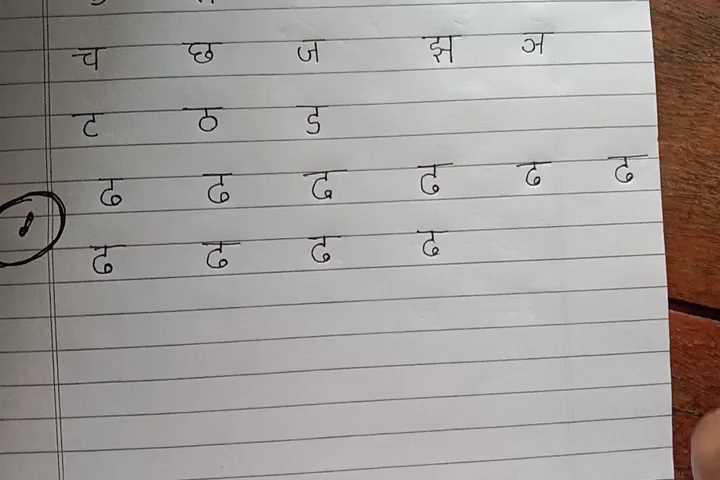 च छ ज झ ञ
ट ठ ड
ढ ढ ढ ढ ढ ढ
ढ ढ ढ ढ